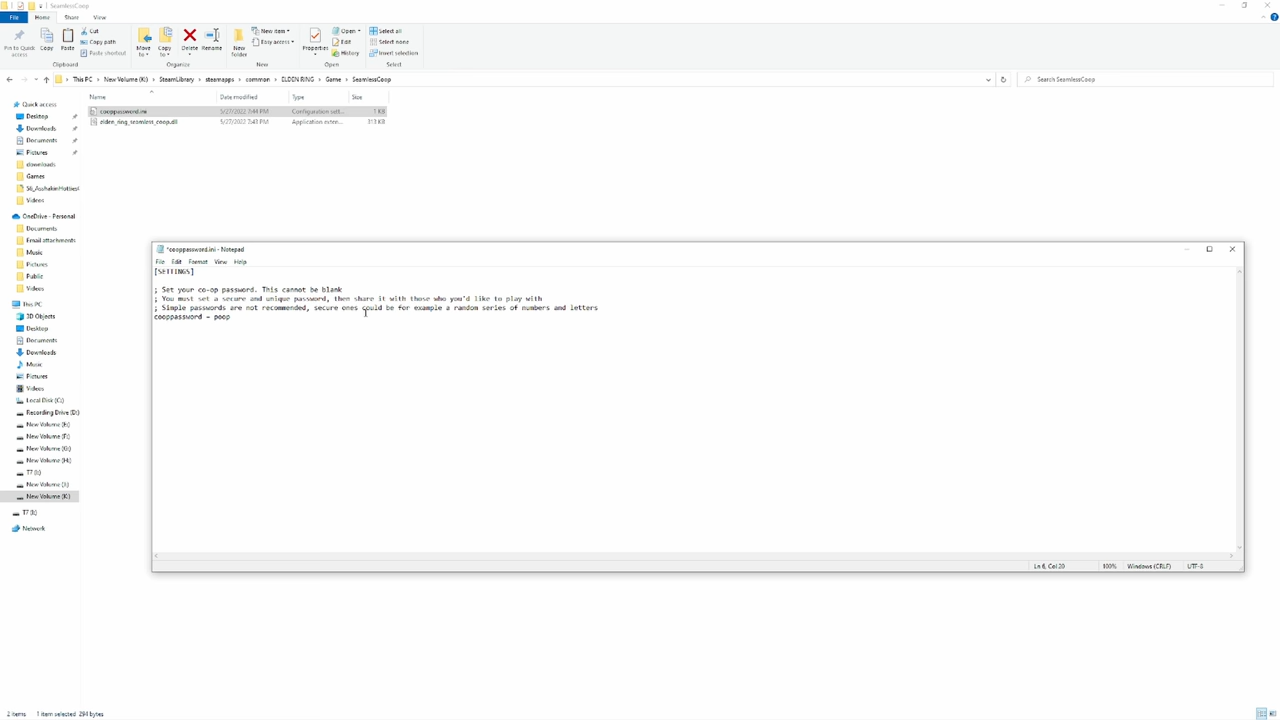 SeamlessCoop
File Home Share View
Pin to Quick access
Copy
Paste
Cut
Copy path
Paste shortcut
Move to
Copy to
Delete
Rename
New folder
New item
Easy access
Properties
Open
Edit
History
Select all
Select none
Invert selection
Clipboard Organize New Open Select
This PC New Volume (K:) SteamLibrary steamapps common ELDEN RING Game SeamlessCoop
Search SeamlessCoop
Name Date modified Type Size
cooppassword.ini 5/27/2022 7:44 PM Configuration sett... 1 KB
elden_ring_seamless_coop.dll 5/27/2022 7:43 PM Application exten... 313 KB
Quick access
Desktop
Downloads
Documents
Pictures
downloads
Games
Videos
OneDrive - Personal
Documents
Email attachments
Music
Pictures
Public
Videos
This PC
3D Objects
Desktop
Documents
Downloads
Music
Pictures
Videos
Local Disk (C:)
Recording Drive (D:)
New Volume (E:)
New Volume (F:)
New Volume (G:)
New Volume (H:)
T7 (I:)
New Volume (J:)
New Volume (K:)
T7 (I:)
Network
*cooppassword.ini - Notepad
File Edit Format View Help
[SETTINGS]
; Set your co-op password. This cannot be blank
; You must set a secure and unique password, then share it with those who you'd like to play with
; Simple passwords are not recommended, secure ones could be for example a random series of numbers and letters
cooppassword = poop
Ln 6, Col 20 100% Windows (CRLF) UTF-8
2 items 1 item selected 294 bytes